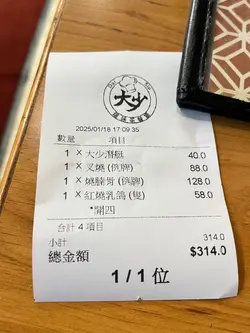 大少
2025/01/18 17:09:35
數量 項目
1 X 大少潛艇 40.0
1 X 叉燒 (例牌) 88.0
1 X 燒腩骨 (例牌) 128.0
1 X 紅燒乳鴿 (隻) 58.0
*開四
合計 4 項目
小計 314.0
總金額 $314.0
1 / 1 位